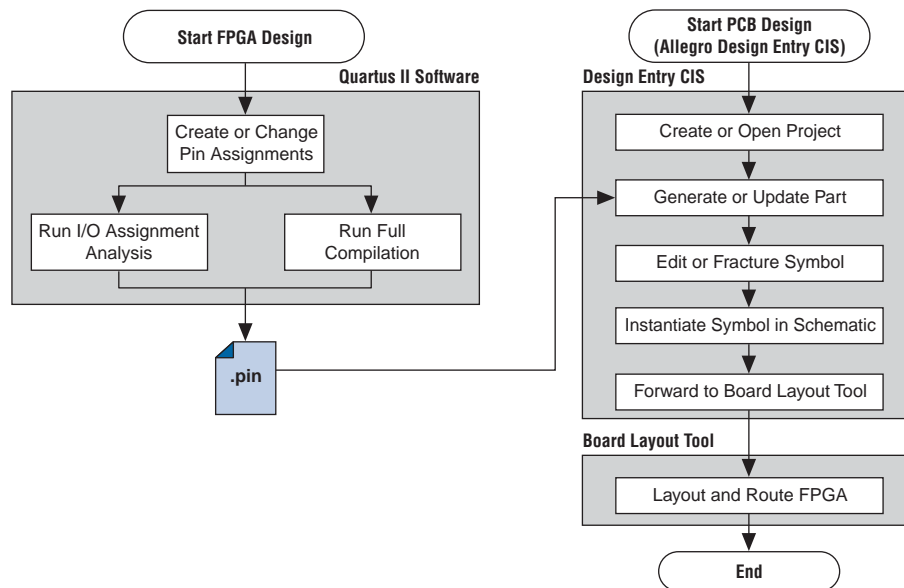 Start FPGA Design
Quartus II Software
Create or Change
Pin Assignments
Run I/O Assignment
Analysis
Run Full
Compilation
.pin
Start PCB Design
(Allegro Design Entry CIS)
Design Entry CIS
Create or Open Project
Generate or Update Part
Edit or Fracture Symbol
Instantiate Symbol in Schematic
Forward to Board Layout Tool
Board Layout Tool
Layout and Route FPGA
End